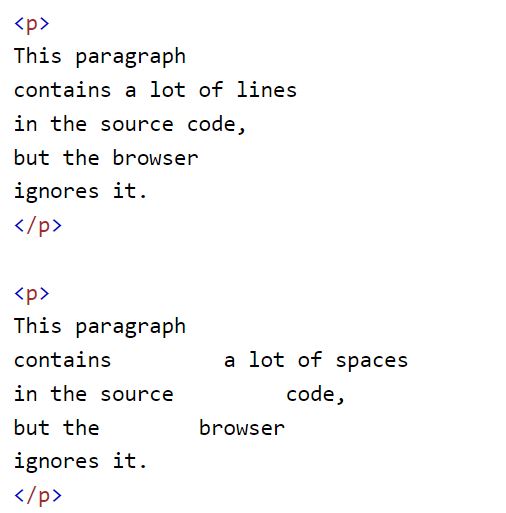 <p>
This paragraph
contains a lot of lines
in the source code,
but the browser
ignores it.
</p>

<p>
This paragraph
contains         a lot of spaces
in the source         code,
but the        browser
ignores it.
</p>